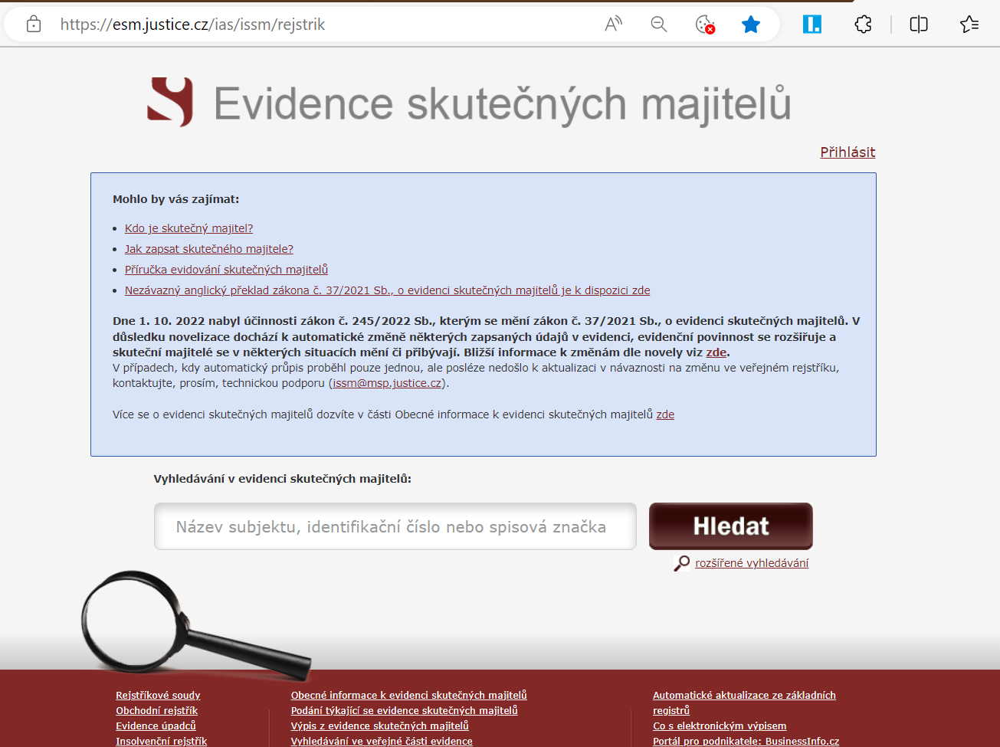 https://esm.justice.cz/ias/issm/rejstrik
Evidence skutečných majitelů
Přihlásit
Mohlo by vás zajímat:
Kdo je skutečný majitel?
Jak zapsat skutečného majitele?
Příručka evidování skutečných majitelů
Nezávazný anglický překlad zákona č. 37/2021 Sb., o evidenci skutečných majitelů je k dispozici zde
Dne 1. 10. 2022 nabyl účinnosti zákon č. 245/2022 Sb., kterým se mění zákon č. 37/2021 Sb., o evidenci skutečných majitelů. V
důsledku novelizace dochází k automatické změně některých zapsaných údajů v evidenci, evidenční povinnost se rozšiřuje a
skuteční majitelé se v některých situacích mění či přibývají. Bližší informace k změnám dle novely viz zde.
V případech, kdy automatický průpis proběhl pouze jednou, ale posléze nedošlo k aktualizaci v návaznosti na změnu ve veřejném rejstříku,
kontaktujte, prosím, technickou podporu (issm@msp.justice.cz).
Více se o evidenci skutečných majitelů dozvíte v části Obecné informace k evidenci skutečných majitelů zde
Vyhledávání v evidenci skutečných majitelů:
Název subjektu, identifikační číslo nebo spisová značka
Hledat
rozšířené vyhledávání
Rejstříkové soudy
Obchodní rejstřík
Evidence úpadců
Insolvenční rejstřík
Obecné informace k evidenci skutečných majitelů
Podání týkající se evidence skutečných majitelů
Výpis z evidence skutečných majitelů
Vyhledávání ve veřejné části evidence
Automatické aktualizace ze základních
registrů
Co s elektronickým výpisem
Portál pro podnikatele: BusinessInfo.cz